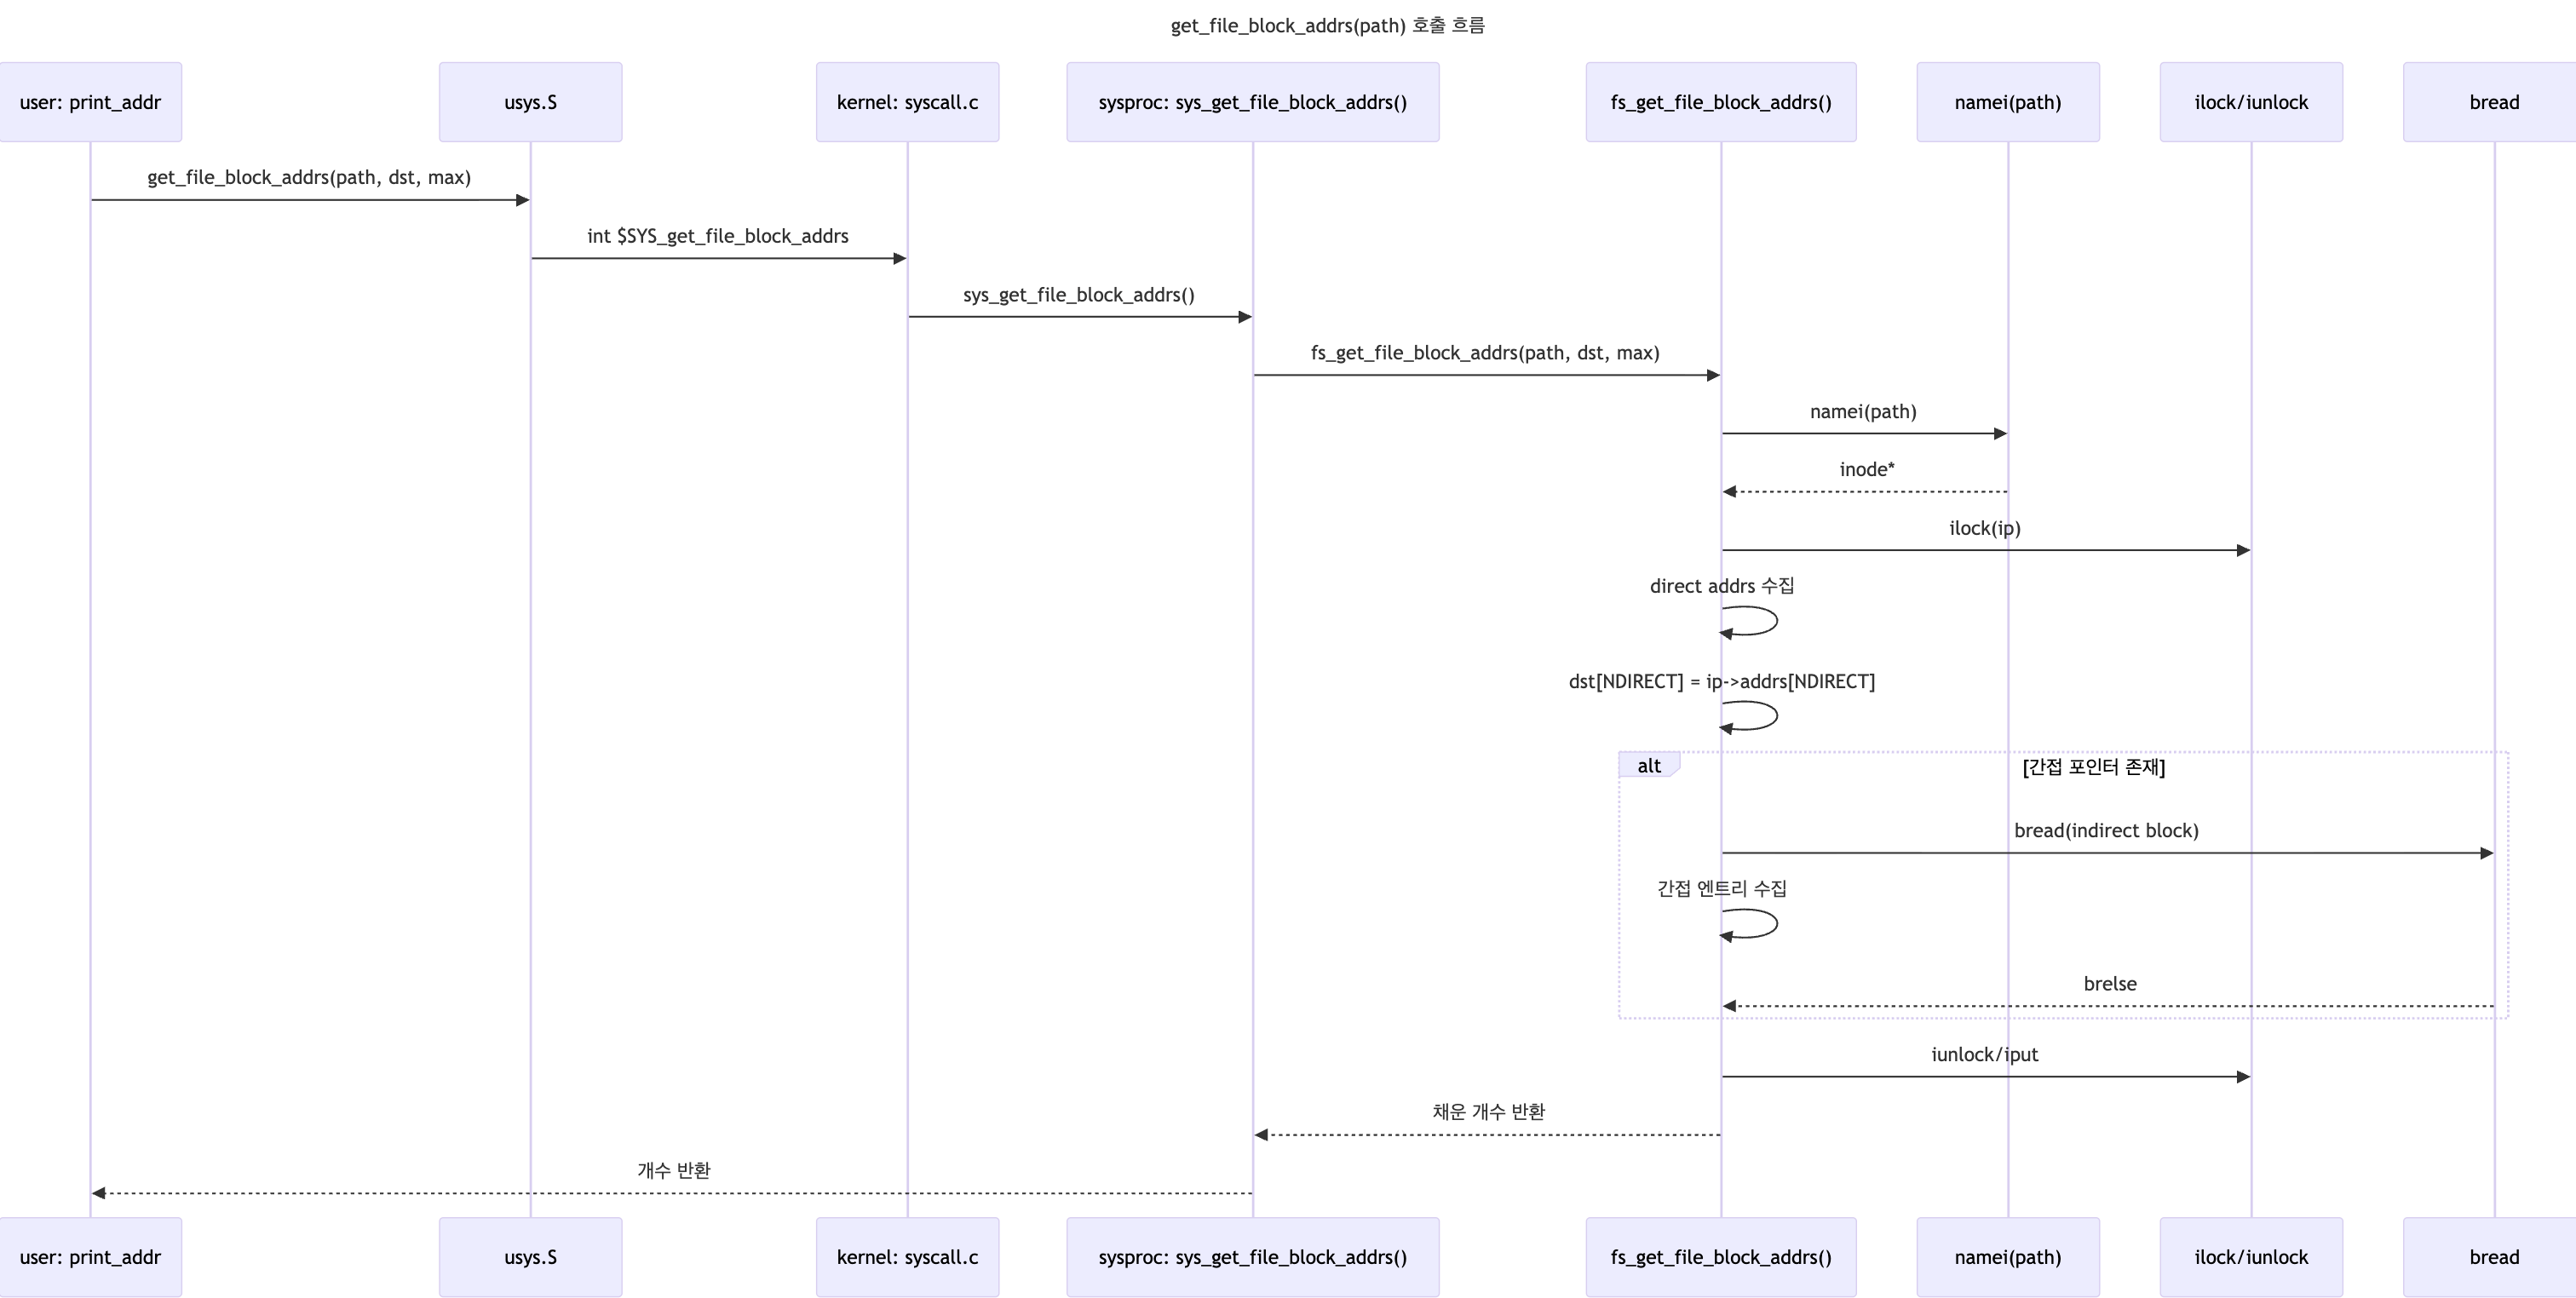 get_file_block_addrs(path) 호출 흐름
user: print_addr
usys.S
kernel: syscall.c
sysproc: sys_get_file_block_addrs()
fs_get_file_block_addrs()
namei(path)
ilock/iunlock
bread
get_file_block_addrs(path, dst, max)
int $SYS_get_file_block_addrs
sys_get_file_block_addrs()
fs_get_file_block_addrs(path, dst, max)
namei(path)
inode*
ilock(ip)
direct addrs 수집
dst[NDIRECT] = ip->addrs[NDIRECT]
alt
[간접 포인터 존재]
bread(indirect block)
간접 엔트리 수집
brelse
iunlock/iput
채운 개수 반환
개수 반환
user: print_addr
usys.S
kernel: syscall.c
sysproc: sys_get_file_block_addrs()
fs_get_file_block_addrs()
namei(path)
ilock/iunlock
bread